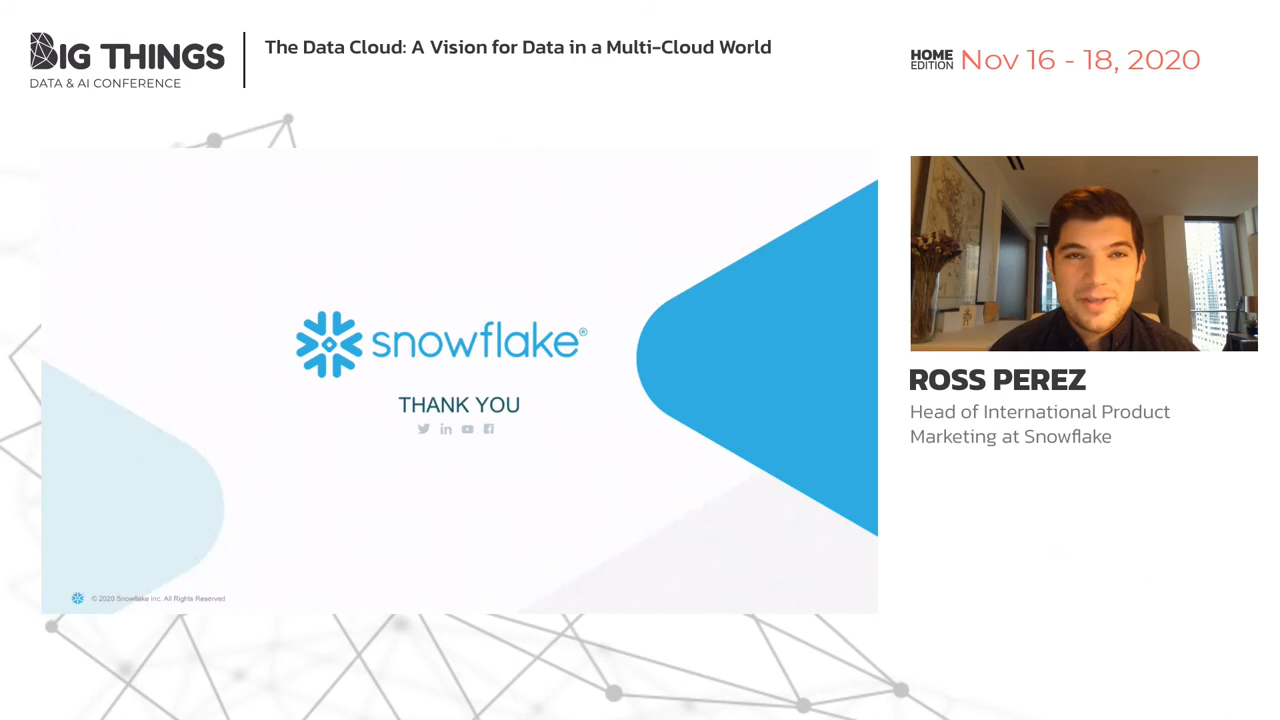 BIG THINGS
DATA & AI CONFERENCE
The Data Cloud: A Vision for Data in a Multi-Cloud World
HOME
EDITION
Nov 16 - 18, 2020
snowflake®
THANK YOU
© 2020 Snowflake Inc. All Rights Reserved
ROSS PEREZ
Head of International Product
Marketing at Snowflake